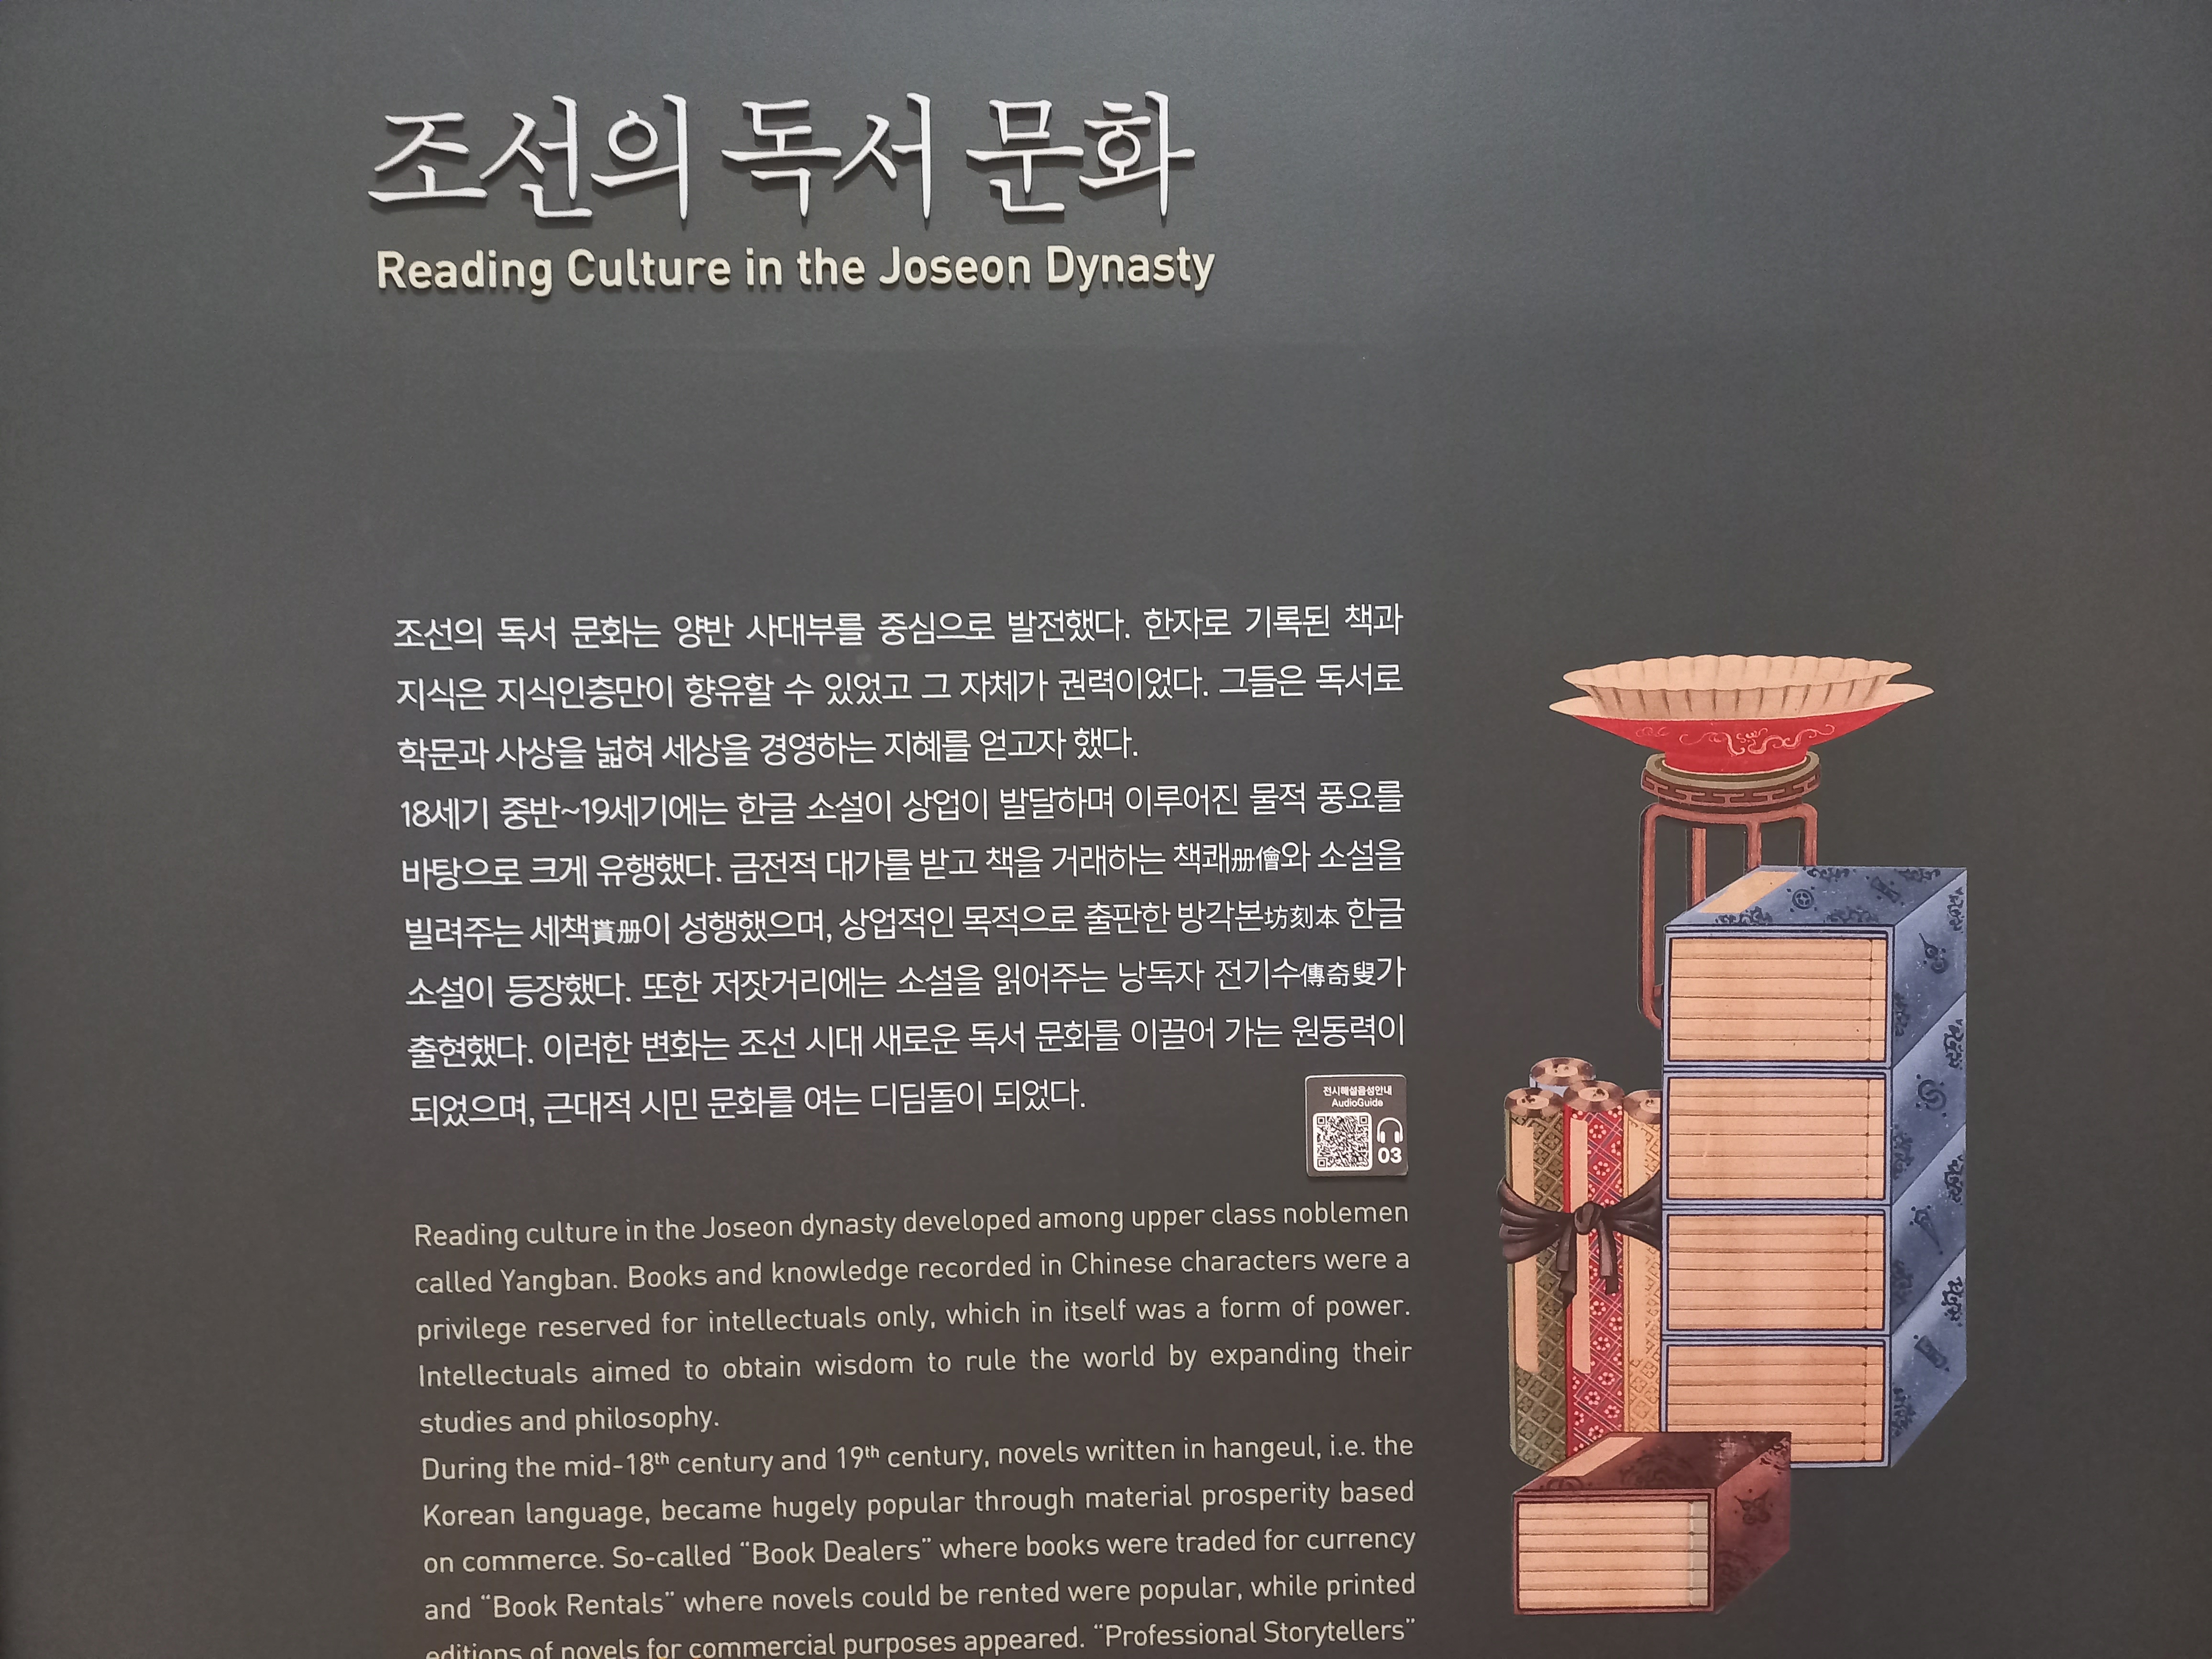 조선의 독서 문화
Reading Culture in the Joseon Dynasty
조선의 독서 문화는 양반 사대부를 중심으로 발전했다. 한자로 기록된 책과
지식은 지식인층만이 향유할 수 있었고 그 자체가 권력이었다. 그들은 독서로
학문과 사상을 넓혀 세상을 경영하는 지혜를 얻고자 했다.
18세기 중반~19세기에는 한글 소설이 상업이 발달하며 이루어진 물적 풍요를
바탕으로 크게 유행했다. 금전적 대가를 받고 책을 거래하는 책쾌册儈와 소설을
빌려주는 세책貰册이 성행했으며, 상업적인 목적으로 출판한 방각본坊刻本 한글
소설이 등장했다. 또한 저잣거리에는 소설을 읽어주는 낭독자 전기수傳奇叟가
출현했다. 이러한 변화는 조선 시대 새로운 독서 문화를 이끌어 가는 원동력이
되었으며, 근대적 시민 문화를 여는 디딤돌이 되었다.
전시해설음성안내
AudioGuide
03
Reading culture in the Joseon dynasty developed among upper class noblemen
called Yangban. Books and knowledge recorded in Chinese characters were a
privilege reserved for intellectuals only, which in itself was a form of power.
Intellectuals aimed to obtain wisdom to rule the world by expanding their
studies and philosophy.
During the mid-18th century and 19th century, novels written in hangeul, i.e. the
Korean language, became hugely popular through material prosperity based
on commerce. So-called “Book Dealers” where books were traded for currency
and “Book Rentals” where novels could be rented were popular, while printed
editions of novels for commercial purposes appeared. “Professional Storytellers”